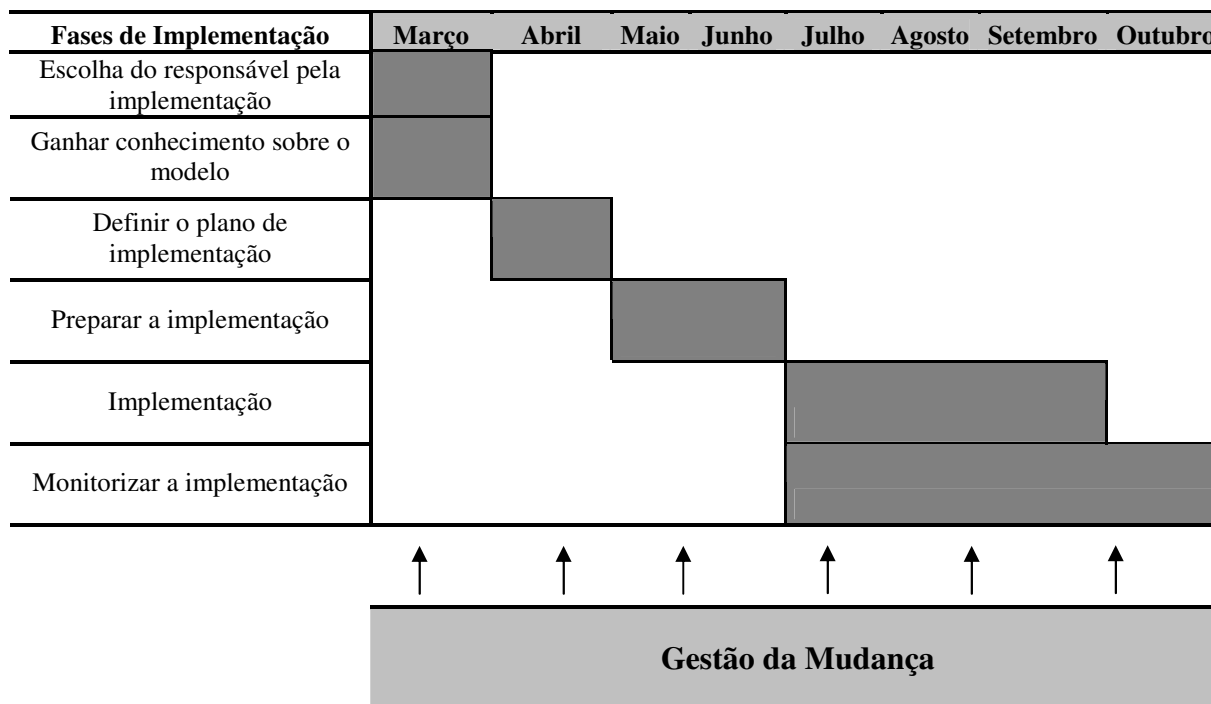 Fases de Implementação Março Abril Maio Junho Julho Agosto Setembro Outubro
Escolha do responsável pela
implementação
Ganhar conhecimento sobre o
modelo
Definir o plano de
implementação
Preparar a implementação
Implementação
Monitorizar a implementação
Gestão da Mudança